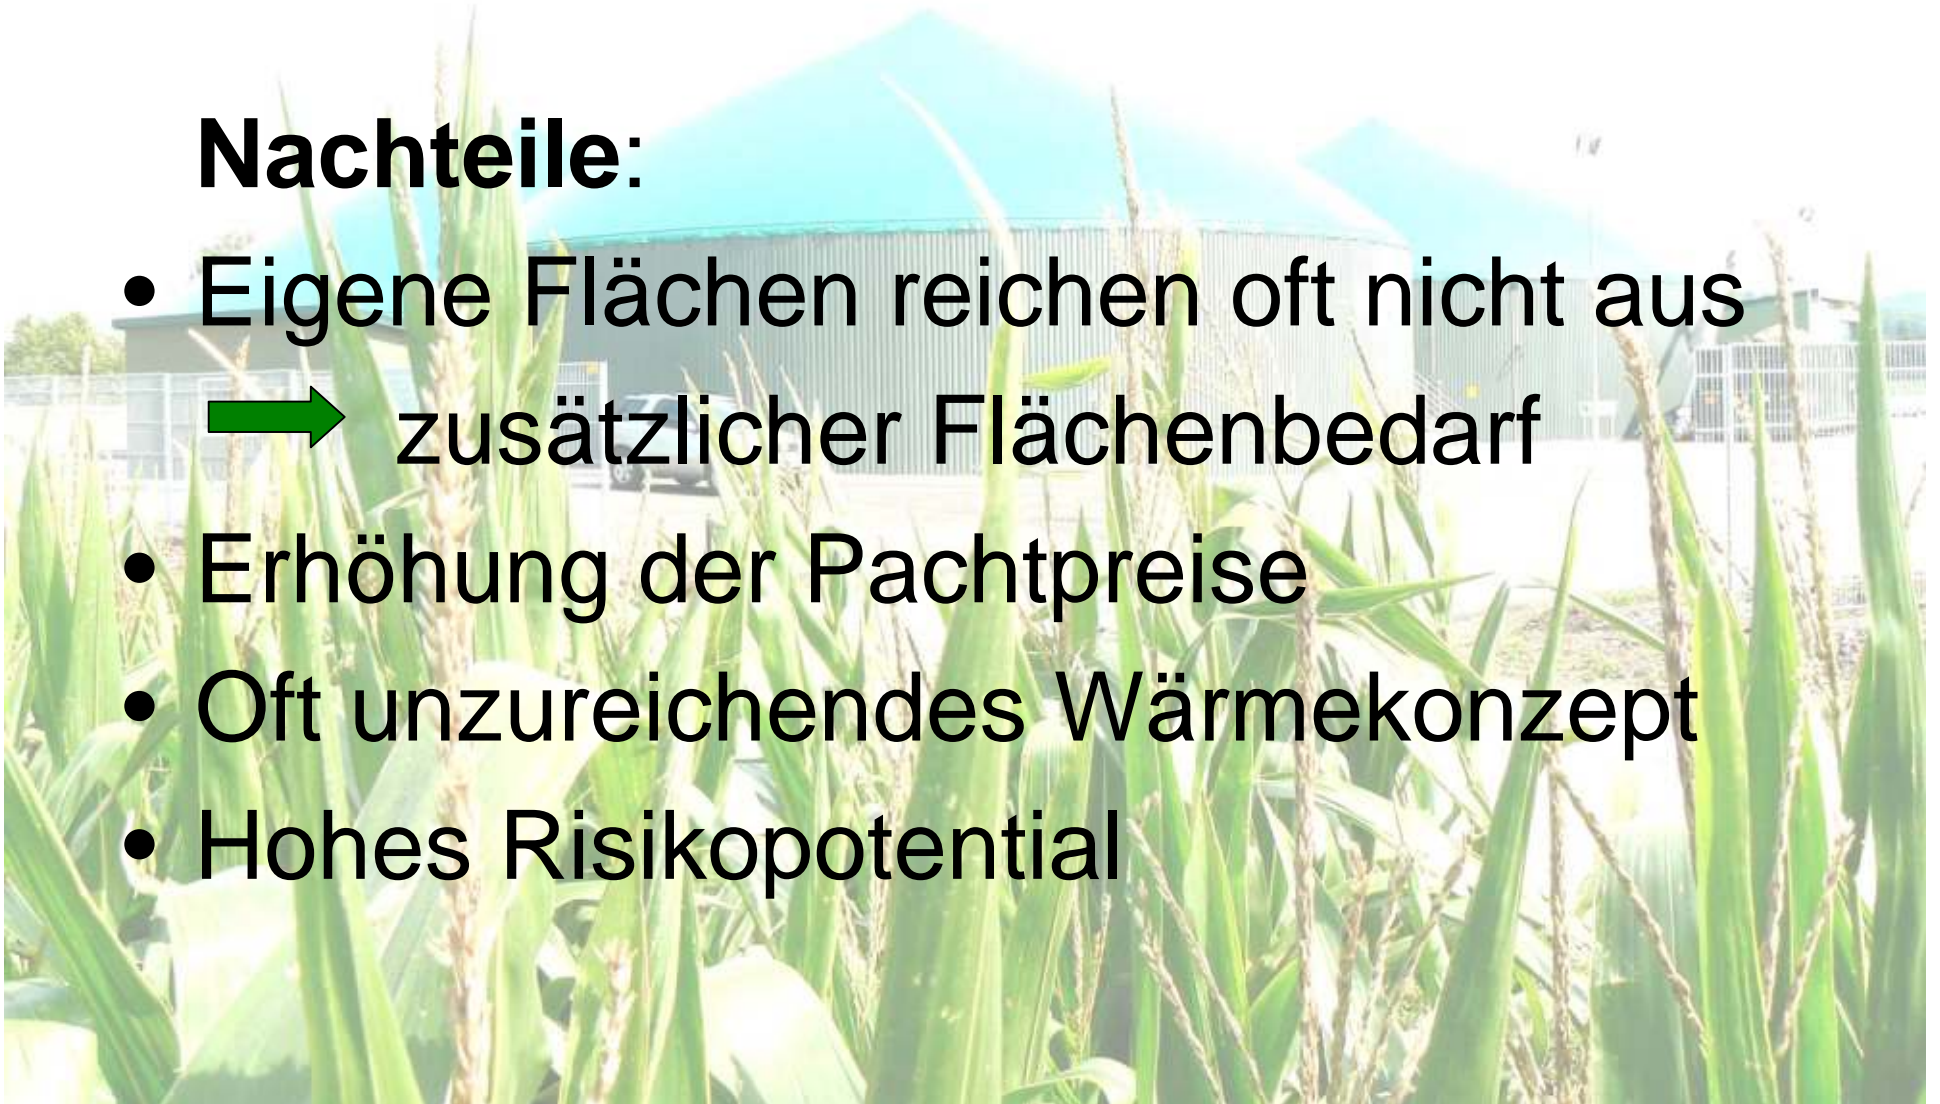 Nachteile:
• Eigene Flächen reichen oft nicht aus
zusätzlicher Flächenbedarf
• Erhöhung der Pachtpreise
• Oft unzureichendes Wärmekonzept
• Hohes Risikopotential